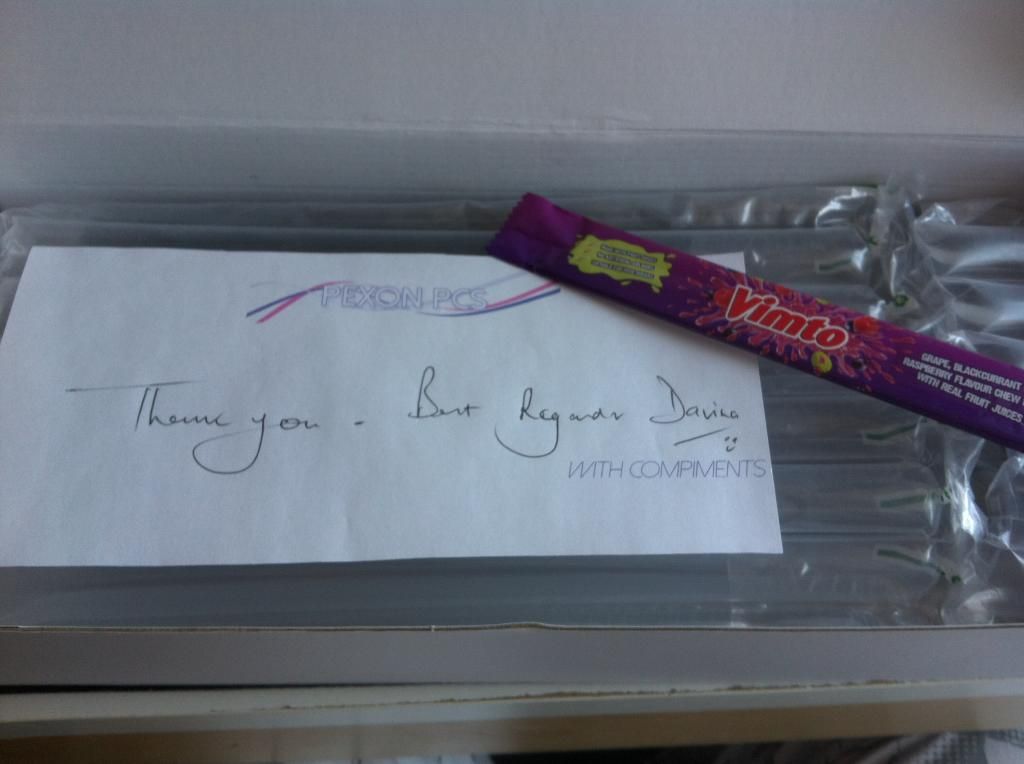 PEXON PCS
Thank you - Best Regards Davina
WITH COMPIMENTS
Vimto
GRAPE, BLACKCURRANT
RASPBERRY FLAVOUR CHEW
WITH REAL FRUIT JUICES